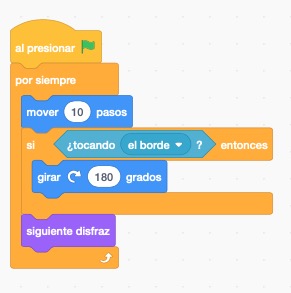 al presionar
por siempre
mover 10 pasos
si ¿tocando el borde ? entonces
girar 180 grados
siguiente disfraz